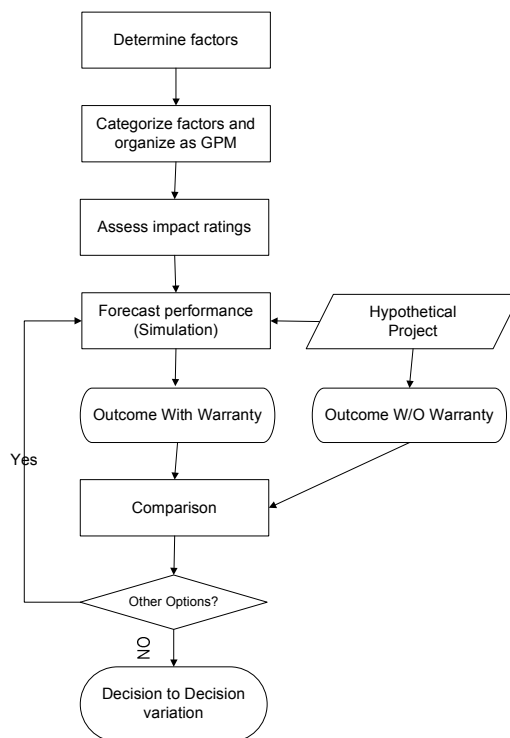 Determine factors
Categorize factors and
organize as GPM
Assess impact ratings
Forecast performance
(Simulation)
Hypothetical
Project
Outcome With Warranty
Outcome W/O Warranty
Yes
Comparison
Other Options?
NO
Decision to Decision
variation